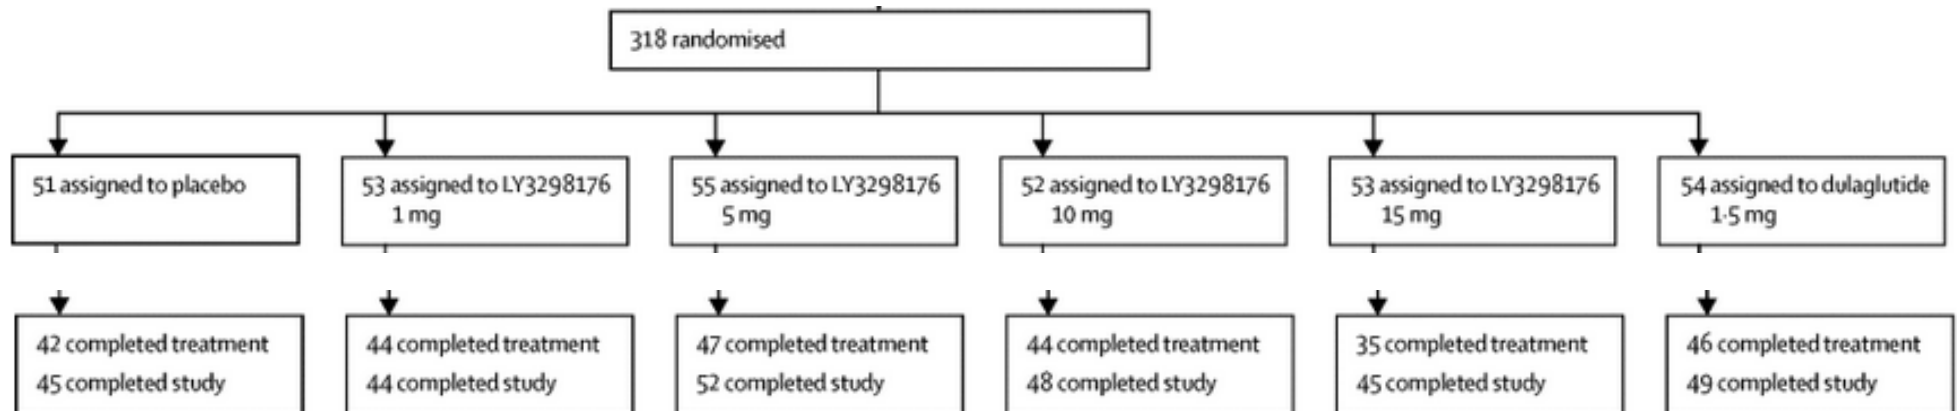 318 randomised
51 assigned to placebo
53 assigned to LY3298176
1 mg
55 assigned to LY3298176
5 mg
52 assigned to LY3298176
10 mg
53 assigned to LY3298176
15 mg
54 assigned to dulaglutide
1·5 mg
42 completed treatment
45 completed study
44 completed treatment
44 completed study
47 completed treatment
52 completed study
44 completed treatment
48 completed study
35 completed treatment
45 completed study
46 completed treatment
49 completed study